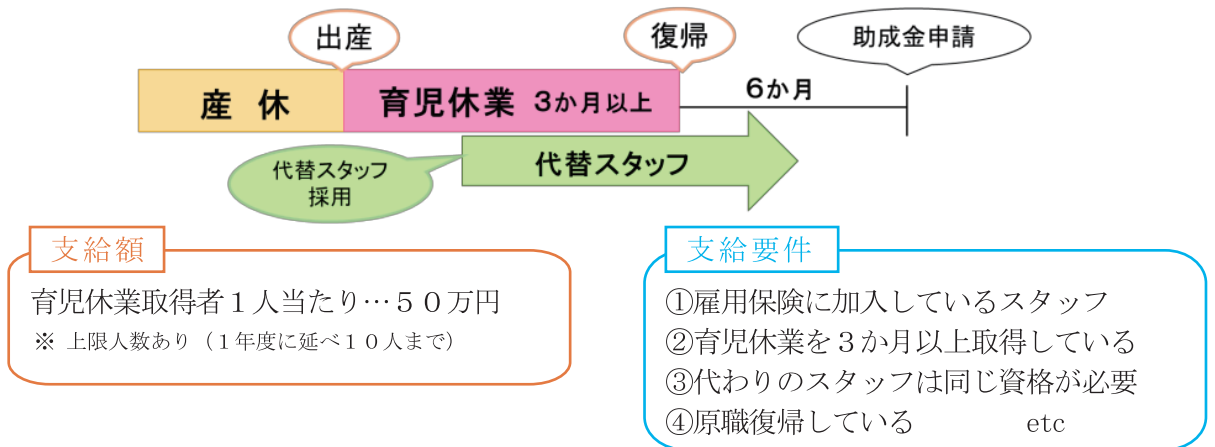 出産
復帰
助成金申請
産 休
育児休業 3か月以上
6か月
代替スタッフ
採用
代替スタッフ
支給額
育児休業取得者１人当たり…５０万円
※ 上限人数あり（１年度に延べ１０人まで）
支給要件
①雇用保険に加入しているスタッフ
②育児休業を３か月以上取得している
③代わりのスタッフは同じ資格が必要
④原職復帰している etc